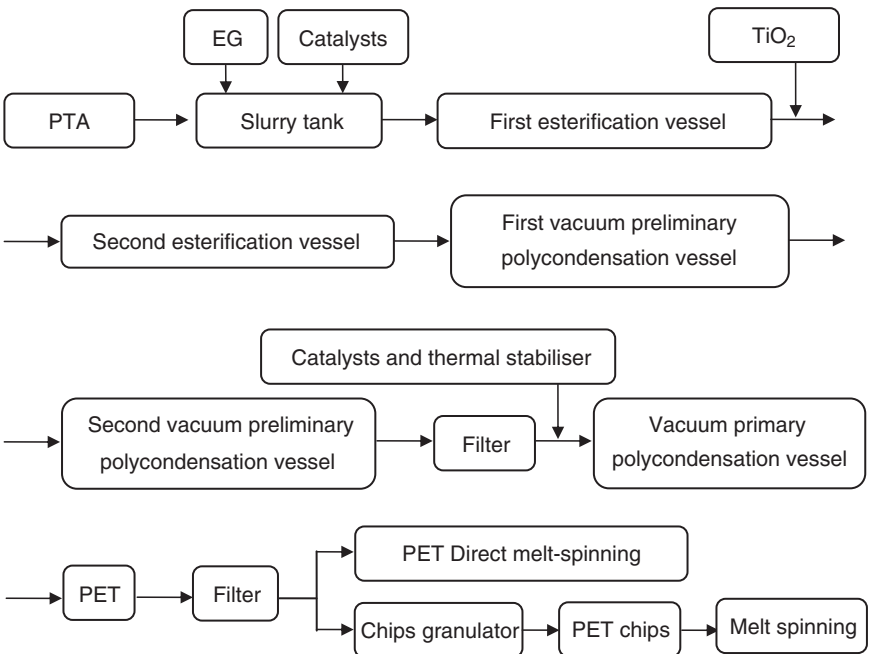 EG
Catalysts
TiO₂
PTA
Slurry tank
First esterification vessel
Second esterification vessel
First vacuum preliminary
polycondensation vessel
Catalysts and thermal stabiliser
Second vacuum preliminary
polycondensation vessel
Filter
Vacuum primary
polycondensation vessel
PET
Filter
PET Direct melt-spinning
Chips granulator
PET chips
Melt spinning